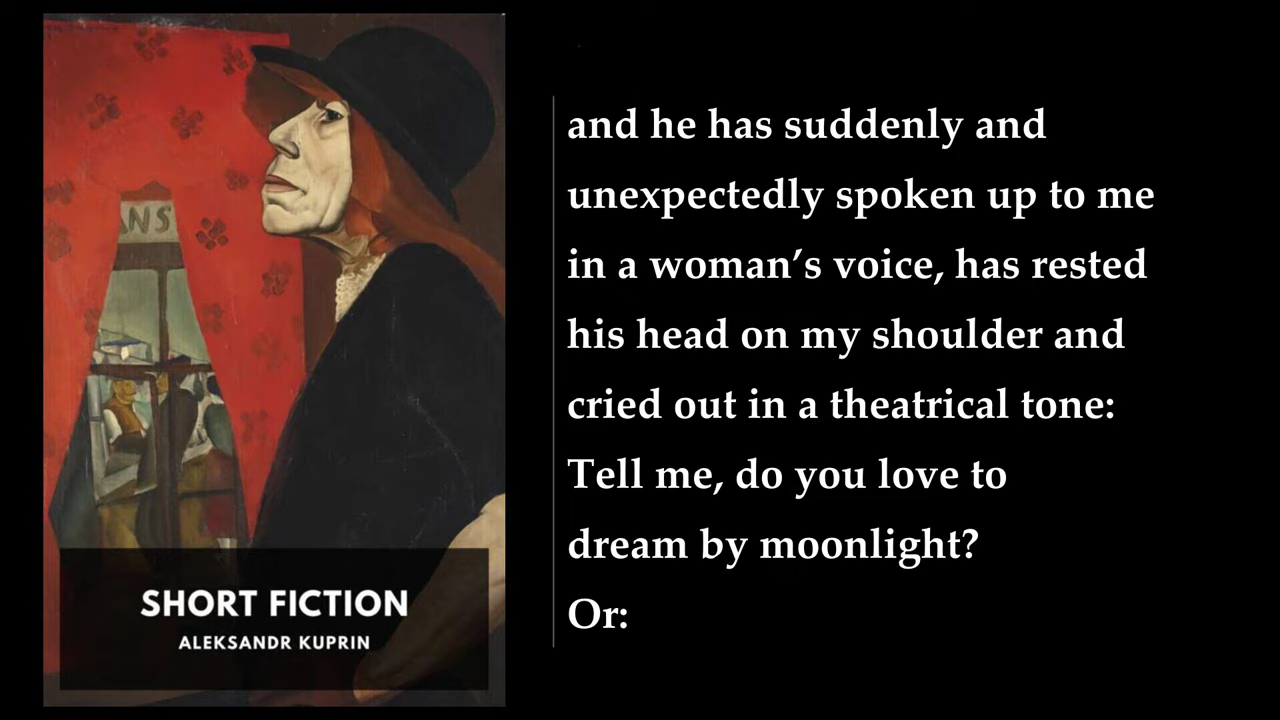 ANS
SHORT FICTION
ALEKSANDR KUPRIN
and he has suddenly and
unexpectedly spoken up to me
in a woman’s voice, has rested
his head on my shoulder and
cried out in a theatrical tone:
Tell me, do you love to
dream by moonlight?
Or: